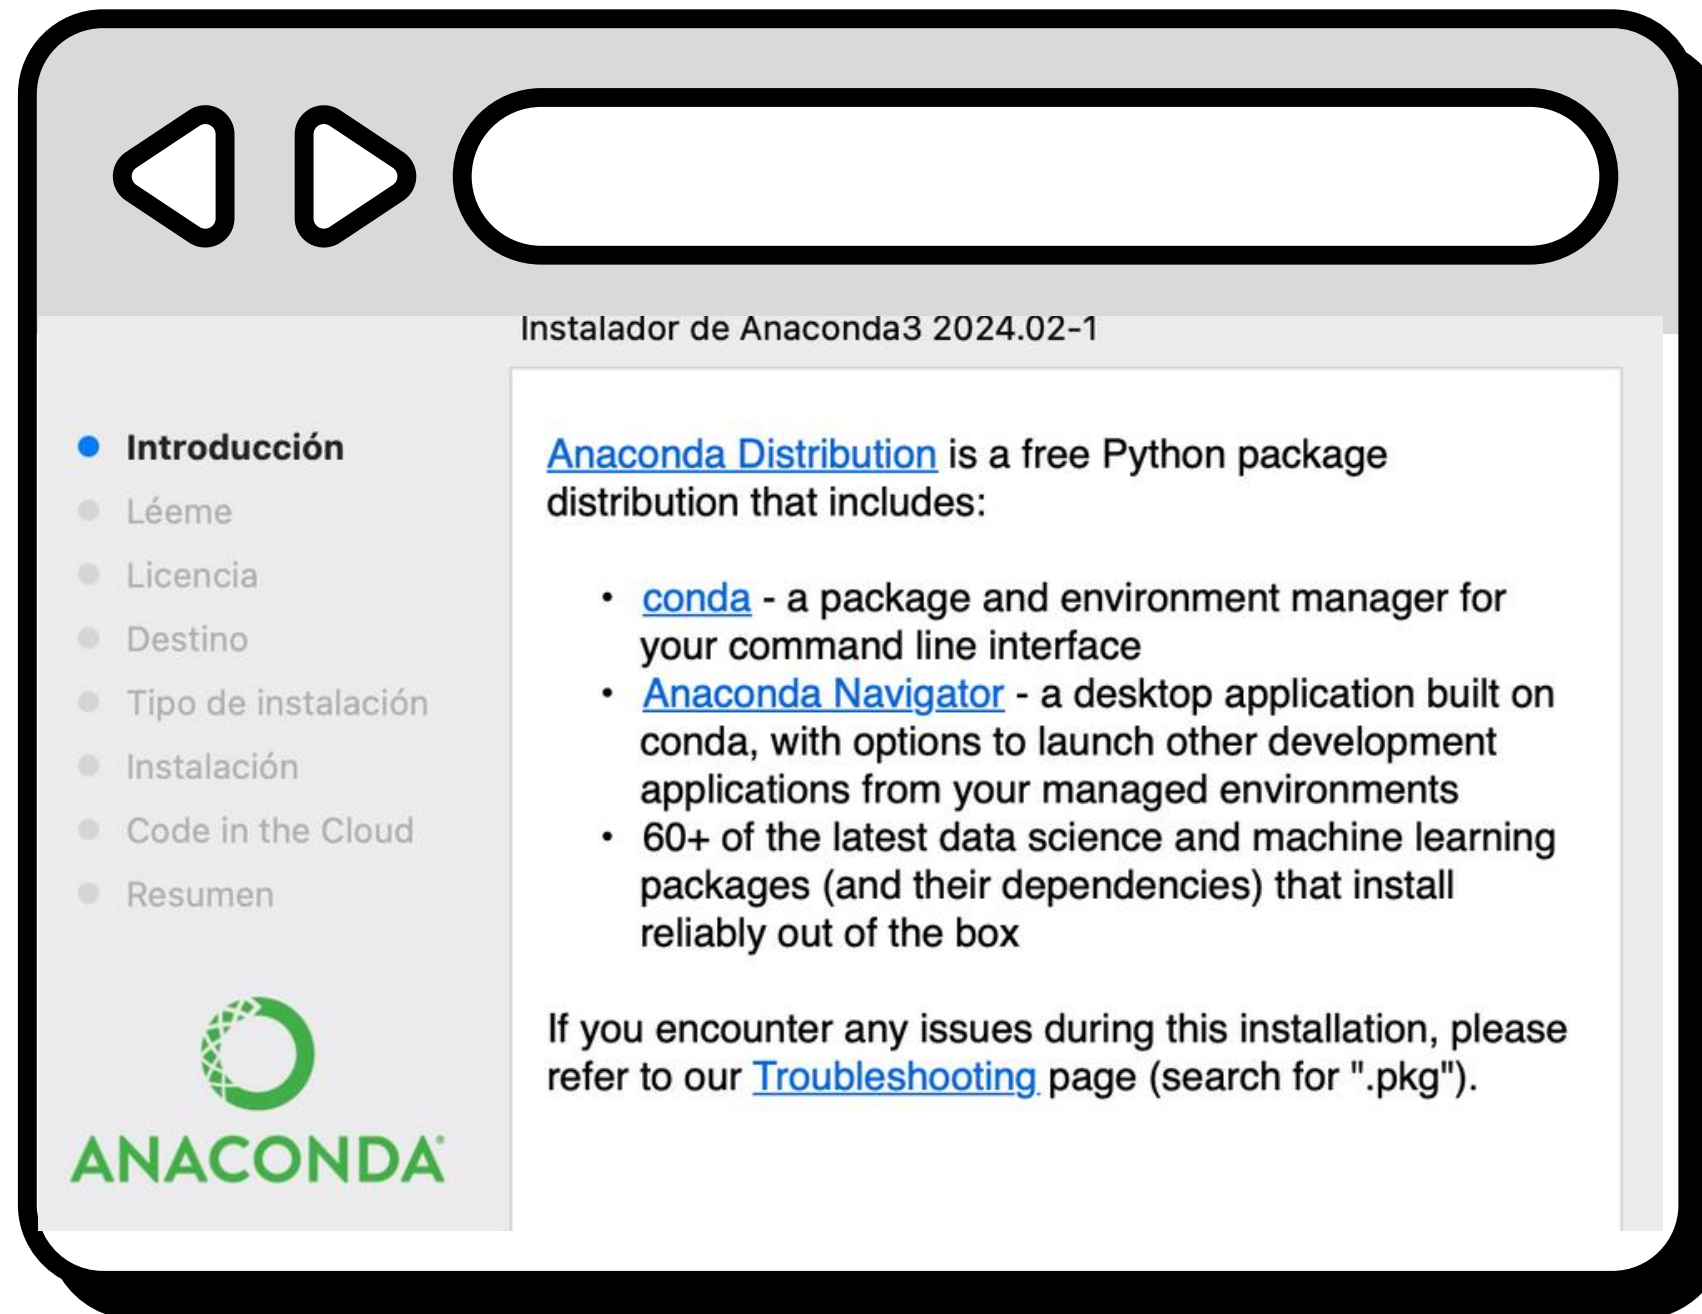 Instalador de Anaconda3 2024.02-1
Introducción
Léeme
Licencia
Destino
Tipo de instalación
Instalación
Code in the Cloud
Resumen
ANACONDA
Anaconda Distribution is a free Python package
distribution that includes:
• conda - a package and environment manager for
your command line interface
• Anaconda Navigator - a desktop application built on
conda, with options to launch other development
applications from your managed environments
• 60+ of the latest data science and machine learning
packages (and their dependencies) that install
reliably out of the box
If you encounter any issues during this installation, please
refer to our Troubleshooting page (search for ".pkg").